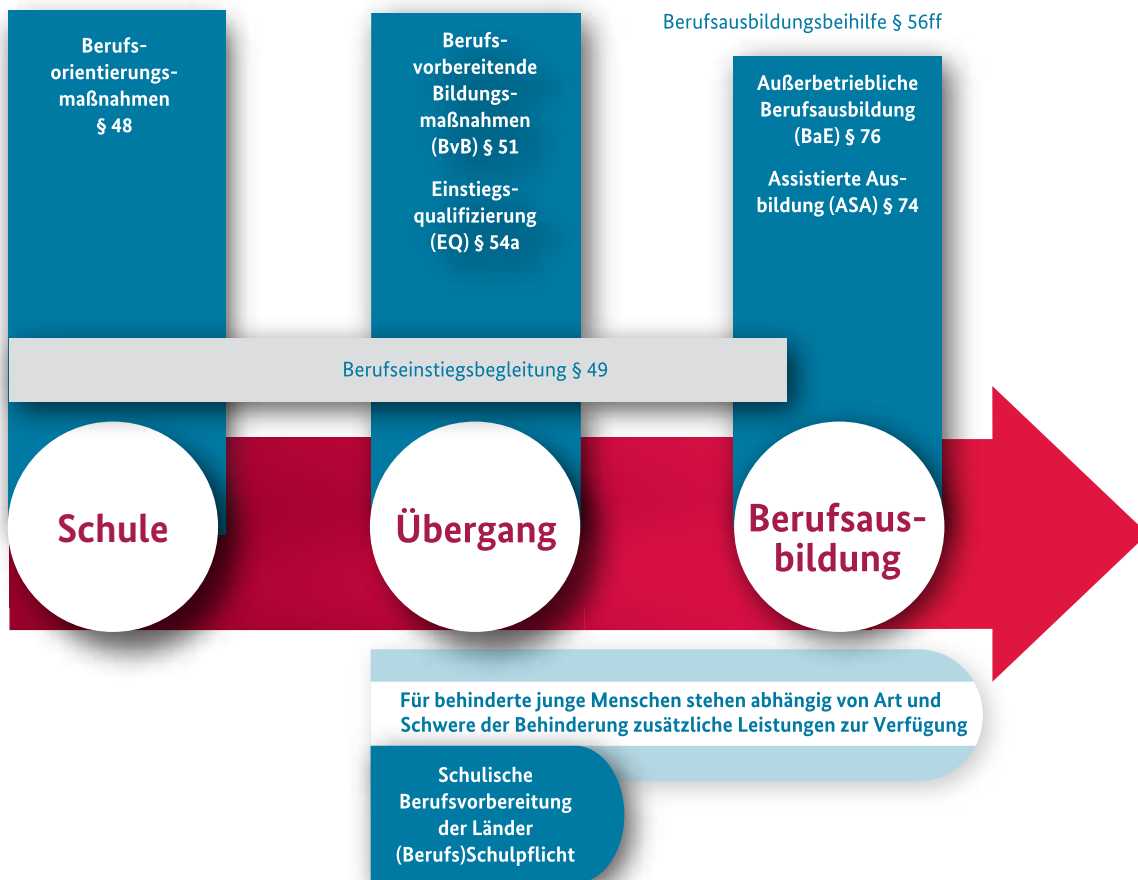 Berufs-
orientierungs-
maßnahmen
§ 48
Berufs-
vorbereitende
Bildungs-
maßnahmen
(BvB) § 51
Einstiegs-
qualifizierung
(EQ) § 54a
Berufsausbildungsbeihilfe § 56ff
Außerbetriebliche
Berufsausbildung
(BaE) § 76
Assistierte Aus-
bildung (ASA) § 74
Berufseinstiegsbegleitung § 49
Schule
Übergang
Berufsaus-
bildung
Für behinderte junge Menschen stehen abhängig von Art und
Schwere der Behinderung zusätzliche Leistungen zur Verfügung
Schulische
Berufsvorbereitung
der Länder
(Berufs)Schulpflicht